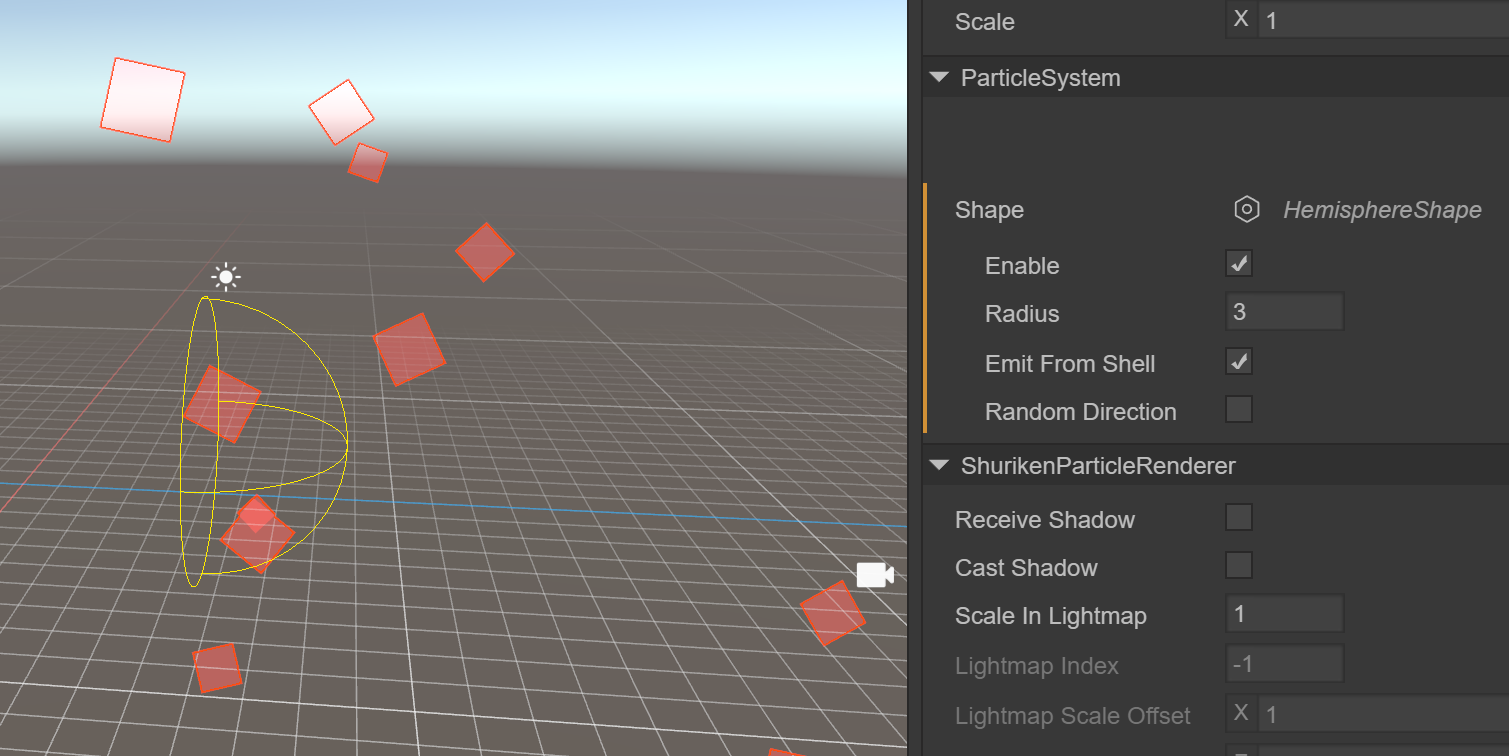 Scale X 1
ParticleSystem
Shape HemisphereShape
Enable
Radius 3
Emit From Shell
Random Direction
ShurikenParticleRenderer
Receive Shadow
Cast Shadow
Scale In Lightmap 1
Lightmap Index -1
Lightmap Scale Offset X 1